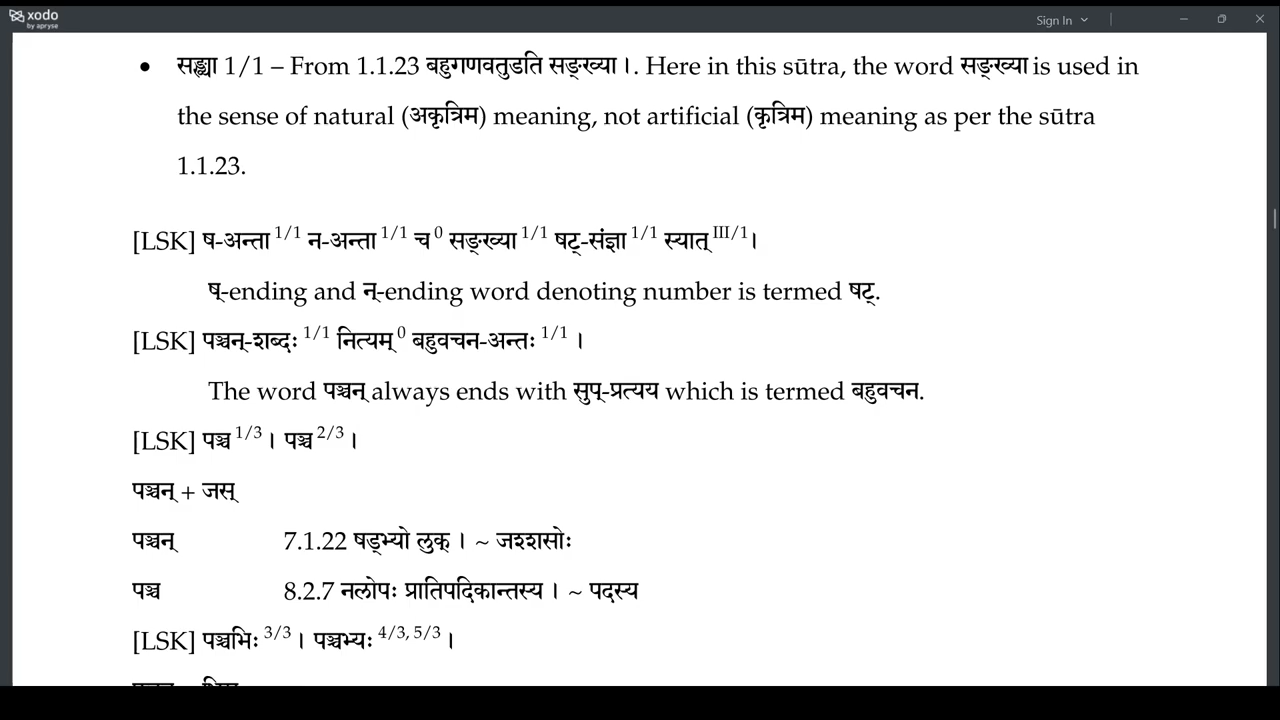 xodo
by apryse
Sign In
• सङ्ख्या 1/1 – From 1.1.23 बहुगणवतुडति सङ्ख्या ।. Here in this sūtra, the word सङ्ख्या is used in
the sense of natural (अकृत्रिम) meaning, not artificial (कृत्रिम) meaning as per the sūtra
1.1.23.
[LSK] ष-अन्ता 1/1 न-अन्ता 1/1 च 0 सङ्ख्या 1/1 षट्-संज्ञा 1/1 स्यात् III/1 ।
ष्-ending and न्-ending word denoting number is termed षट्.
[LSK] पञ्चन्-शब्दः 1/1 नित्यम् 0 बहुवचन-अन्तः 1/1 ।
The word पञ्चन् always ends with सुप्-प्रत्यय which is termed बहुवचन.
[LSK] पञ्च 1/3 । पञ्च 2/3 ।
पञ्चन् + जस्
पञ्चन् 7.1.22 षड्भ्यो लुक् । ~ जश्शसोः
पञ्च 8.2.7 नलोपः प्रातिपदिकान्तस्य । ~ पदस्य
[LSK] पञ्चभिः 3/3 । पञ्चभ्यः 4/3, 5/3 ।